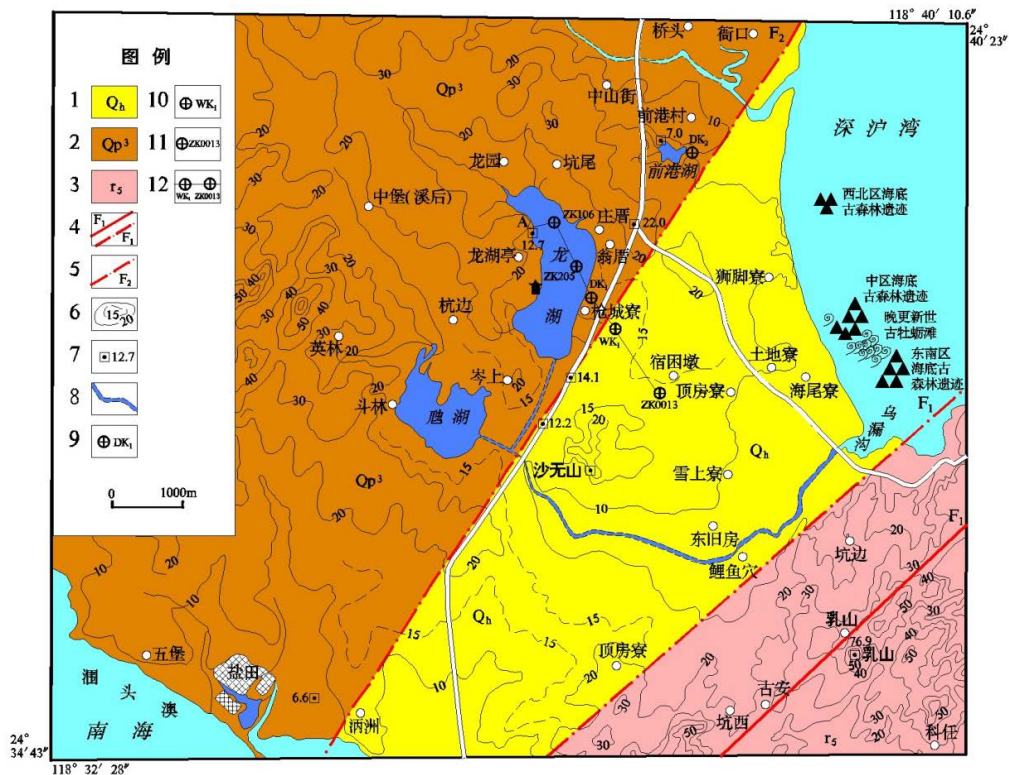 118° 40′ 10.6″
24°
40′ 23″
图 例
1 Qh 10 WK1
2 Qp³ 11 ZK0013
3 r5 12 WK1 ZK0013
4 F1 F1
5 F2
6 15 20
7 12.7
8
9 DK1
0 1000m
桥头
衙口
F2
Qp³
中山街
前港村
7.0
DK2
前港湖
深 沪 湾
龙园
坑尾
中堡(溪后)
西北区海底
古森林遗迹
A
ZK106
庄厝
22.0
12.7
龙
湖
翁厝
龙湖亭
ZK205
DK1
狮脚寮
中区海底
古森林遗迹
晚更新世
古牡蛎滩
杭边
枪城寮
WK1
英林
宿困墩
土地寮
东南区
海底古
森林遗迹
岑上
14.1
顶房寮
海尾寮
ZK0013
斗林
虺湖
12.2
乌
漏
沟
F1
Qh
沙无山
雪上寮
Qp³
东旧房
鲤鱼穴
坑边
F1
Qh
乳山
76.9
乳山
五堡
盐田
顶房寮
6.6
古安
坑西
洄
头
澳
南 海
洀洲
r5
科任
24°
34′ 43″
118° 32′ 28″